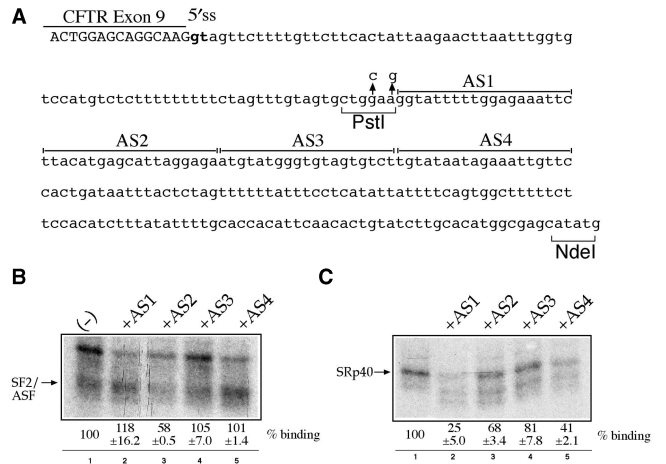 A
CFTR Exon 9 5′ss
ACTGGAGCAGGCAAGgtagttcttttgttcttcactattaagaacttaatttggtg
c g AS1
tccatgtctctttttttttctagtttgtagtgctggaaggtatttttggagaaattc
PstI
AS2 AS3 AS4
ttacatgagcattaggagaatgtatgggtgtagtgtcttgtataatagaaattgttc
cactgataatttactctagttttttatttcctcatattattttcagtggctttttct
tccacatctttatattttgcaccacattcaacactgtatcttgcacatggcgagcatatg
NdeI
B
(-) +AS1 +AS2 +AS3 +AS4
SF2/
ASF
100 118 58 105 101 % binding
±16.2 ±0.5 ±7.0 ±1.4
1 2 3 4 5
C
+AS1 +AS2 +AS3 +AS4
SRp40
100 25 68 81 41 % binding
±5.0 ±3.4 ±7.8 ±2.1
1 2 3 4 5